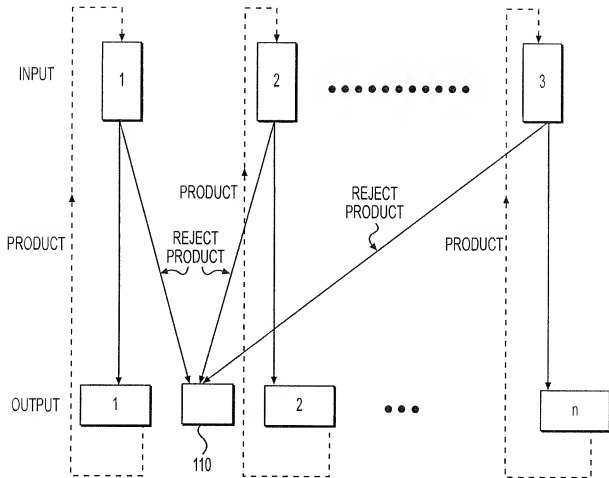 INPUT
1
2
3
PRODUCT
REJECT
PRODUCT
PRODUCT
REJECT
PRODUCT
PRODUCT
OUTPUT
1
2
n
110